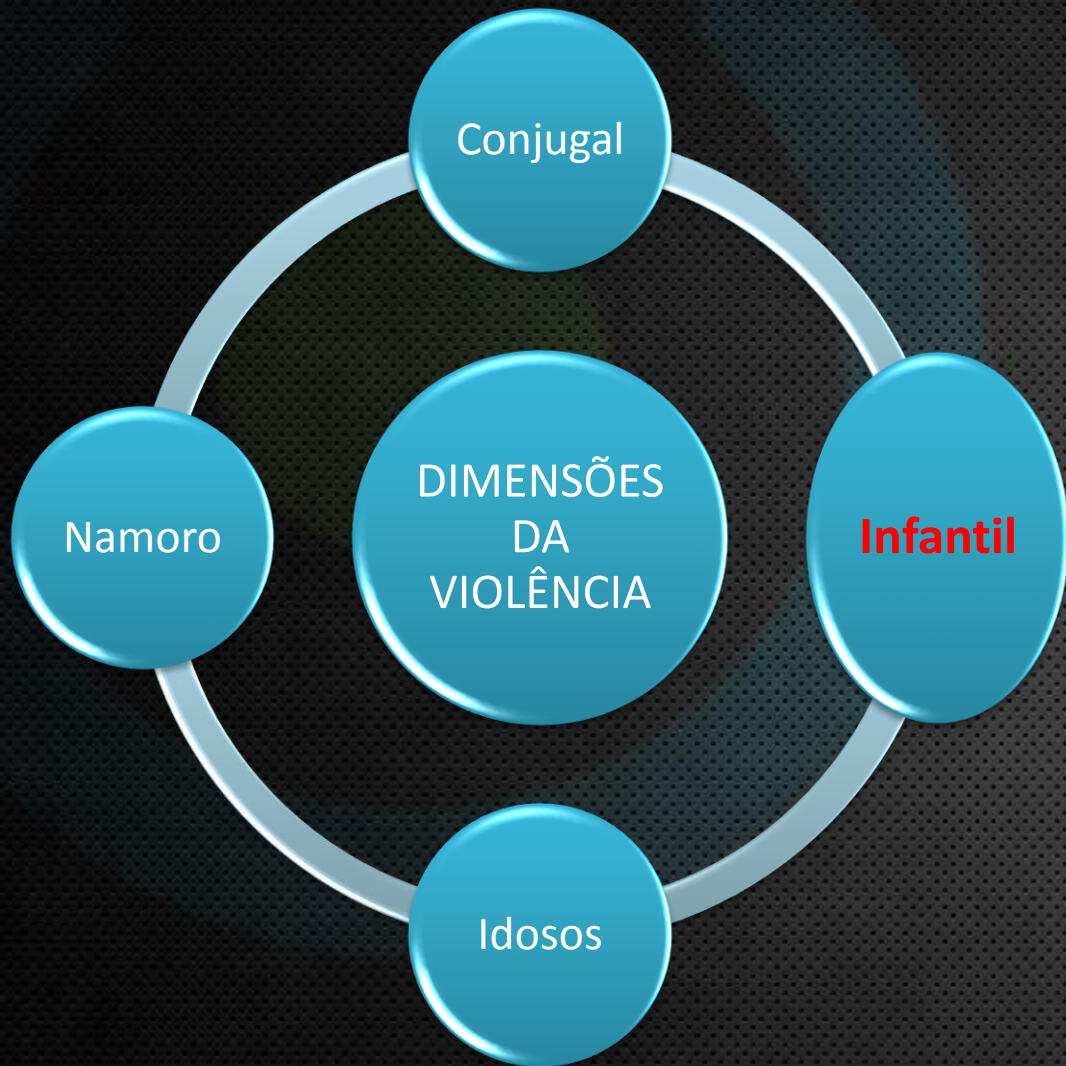 Conjugal
DIMENSÕES
DA
VIOLÊNCIA
Namoro
Infantil
Idosos